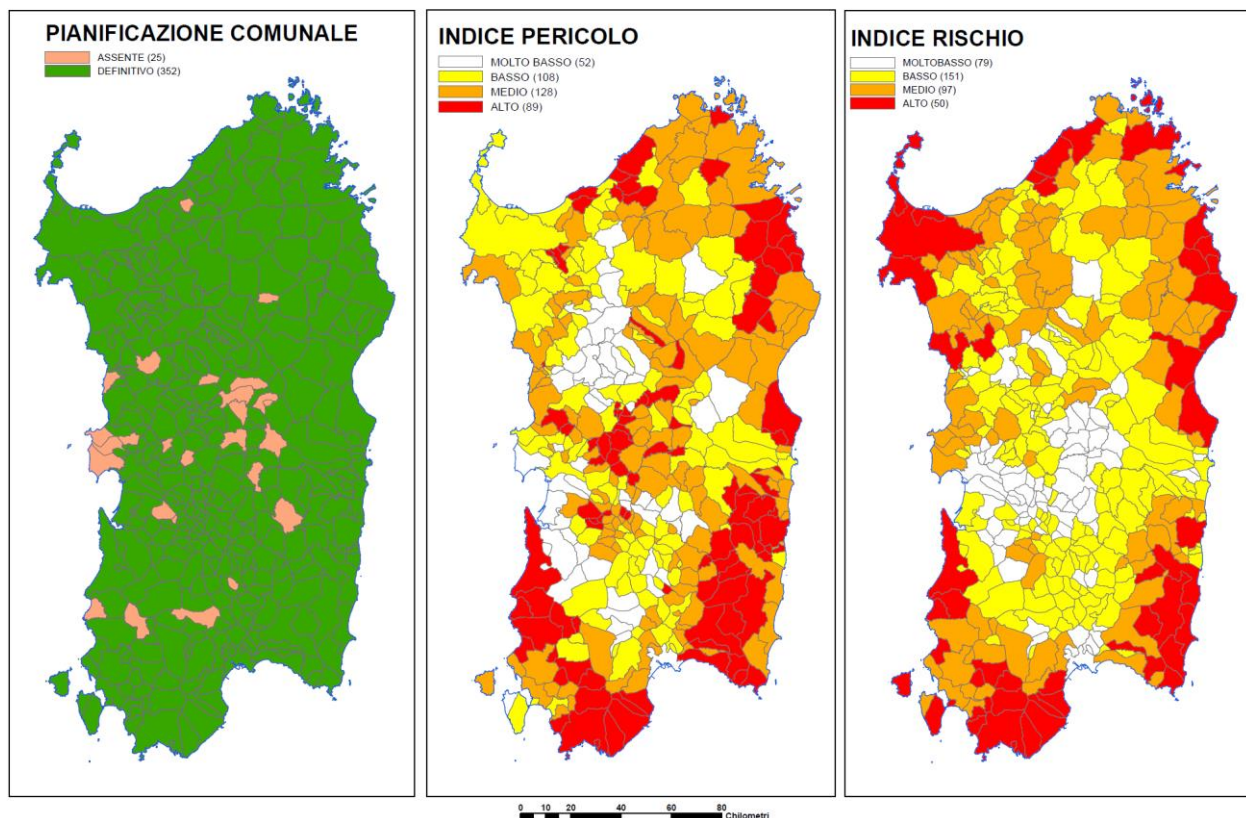 PIANIFICAZIONE COMUNALE
ASSENTE (25)
DEFINITIVO (352)
INDICE PERICOLO
MOLTO BASSO (52)
BASSO (108)
MEDIO (128)
ALTO (89)
INDICE RISCHIO
MOLTOBASSO (79)
BASSO (151)
MEDIO (97)
ALTO (50)
0 10 20 40 60 80
Chilometri